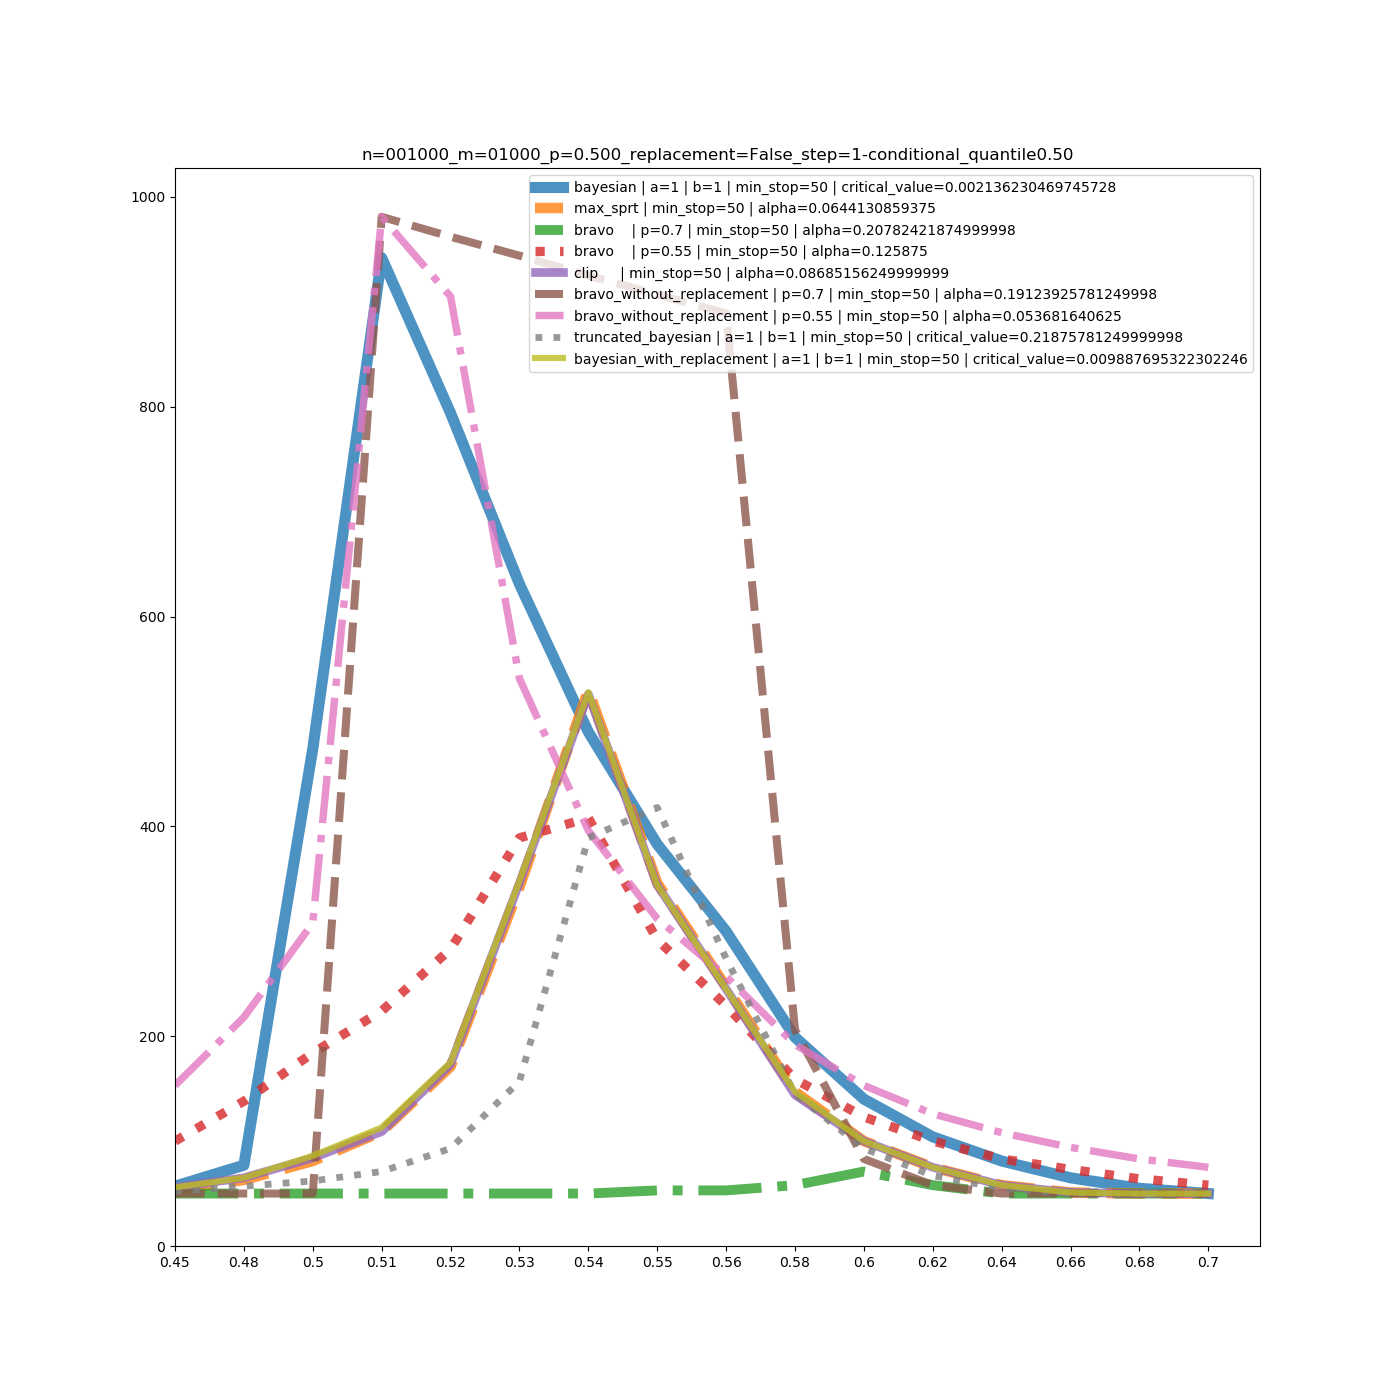 n=001000_m=01000_p=0.500_replacement=False_step=1-conditional_quantile0.50
bayesian | a=1 | b=1 | min_stop=50 | critical_value=0.002136230469745728
max_sprt | min_stop=50 | alpha=0.0644130859375
bravo | p=0.7 | min_stop=50 | alpha=0.20782421874999998
bravo | p=0.55 | min_stop=50 | alpha=0.125875
clip | min_stop=50 | alpha=0.08685156249999999
bravo_without_replacement | p=0.7 | min_stop=50 | alpha=0.19123925781249998
bravo_without_replacement | p=0.55 | min_stop=50 | alpha=0.053681640625
truncated_bayesian | a=1 | b=1 | min_stop=50 | critical_value=0.21875781249999998
bayesian_with_replacement | a=1 | b=1 | min_stop=50 | critical_value=0.009887695322302246
1000
800
600
400
200
0
0.45 0.48 0.5 0.51 0.52 0.53 0.54 0.55 0.56 0.58 0.6 0.62 0.64 0.66 0.68 0.7